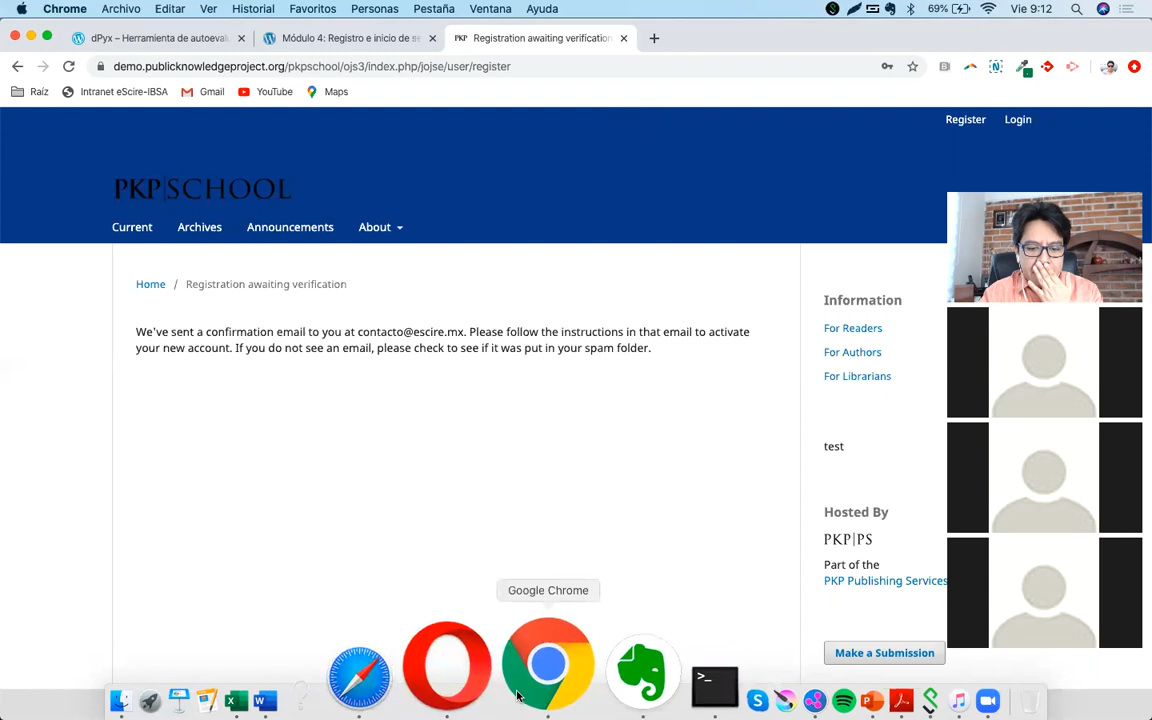 Chrome Archivo Editar Ver Historial Favoritos Personas Pestaña Ventana Ayuda 69% Vie 9:12
dPyx – Herramienta de autoeval Módulo 4: Registro e inicio de se PKP Registration awaiting verification
demo.publicknowledgeproject.org/pkpschool/ojs3/index.php/jojse/user/register
Raíz Intranet eScire-IBSA Gmail YouTube Maps
Register Login
PKP|SCHOOL
Current Archives Announcements About
Home / Registration awaiting verification
We've sent a confirmation email to you at contacto@escire.mx. Please follow the instructions in that email to activate
your new account. If you do not see an email, please check to see if it was put in your spam folder.
Information
For Readers
For Authors
For Librarians
test
Hosted By
PKP|PS
Part of the
PKP Publishing Services
Make a Submission
Google Chrome